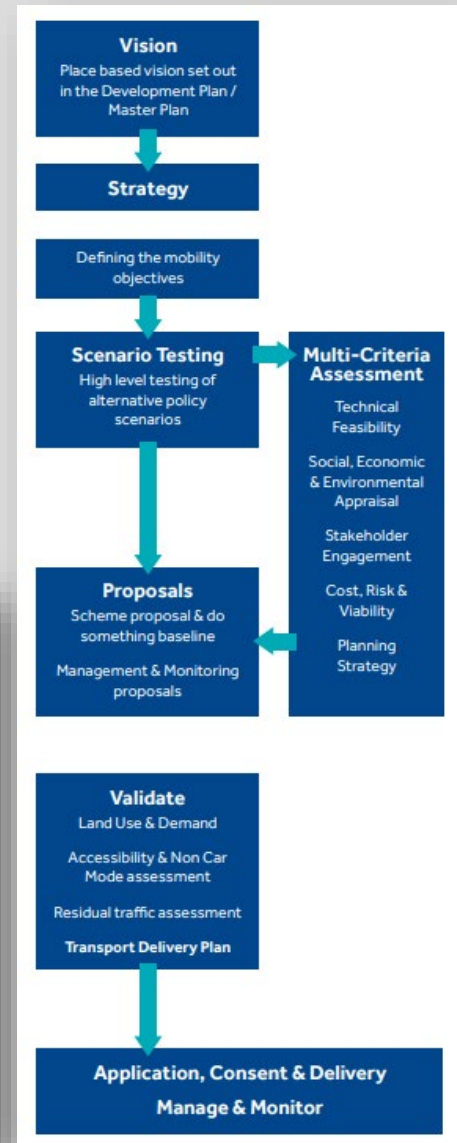 Vision
Place based vision set out
in the Development Plan /
Master Plan
Strategy
Defining the mobility
objectives
Scenario Testing
High level testing of
alternative policy
scenarios
Multi-Criteria
Assessment
Technical
Feasibility
Social, Economic
& Environmental
Appraisal
Stakeholder
Engagement
Cost, Risk &
Viability
Planning
Strategy
Proposals
Scheme proposal & do
something baseline
Management & Monitoring
proposals
Validate
Land Use & Demand
Accessibility & Non Car
Mode assessment
Residual traffic assessment
Transport Delivery Plan
Application, Consent & Delivery
Manage & Monitor